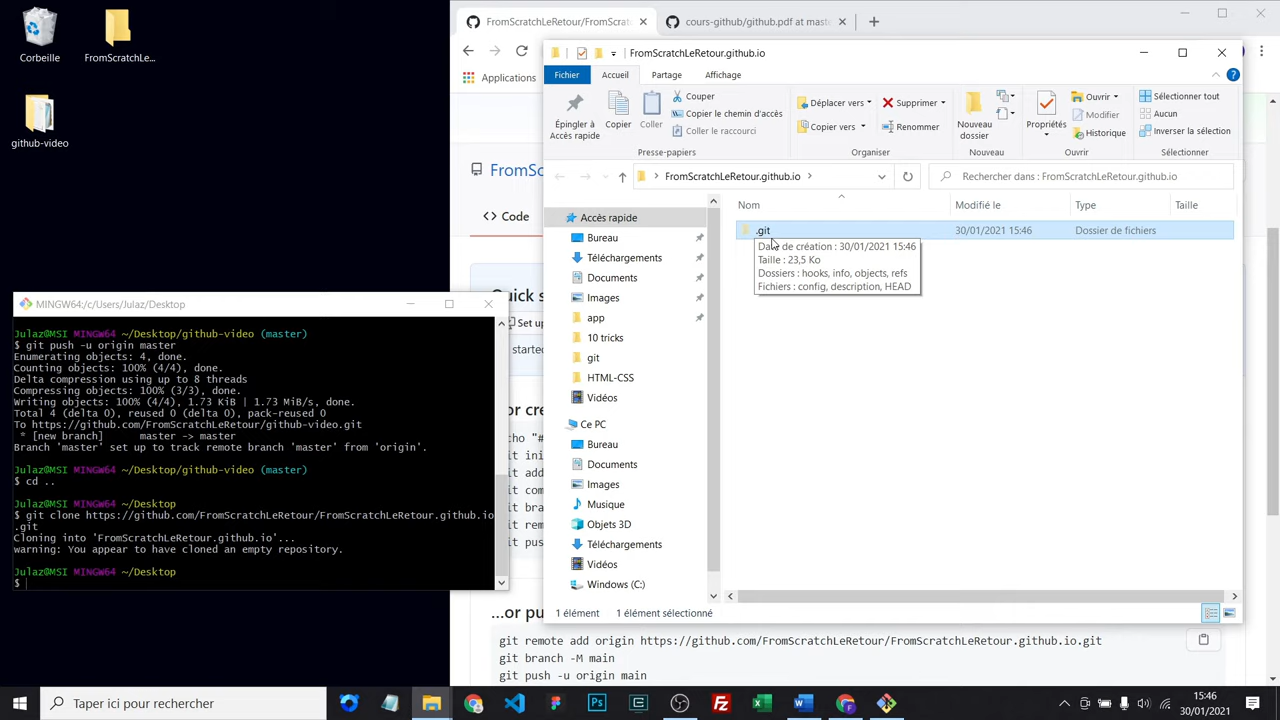 Corbeille
FromScratchLe...
github-video
FromScratchLeRetour/FromScratc
cours-github/github.pdf at mast
Applications
FromSc
Code
Quick s
Set up
started
or cre
git ini
git add
git com
git bran
git rem
git pus
...or pu
git remote add origin https://github.com/FromScratchLeRetour/FromScratchLeRetour.github.io.git
git branch -M main
git push -u origin main
FromScratchLeRetour.github.io
Fichier
Accueil
Partage
Affichage
Épingler à
Accès rapide
Copier
Coller
Couper
Copier le chemin d'accès
Coller le raccourci
Presse-papiers
Déplacer vers
Copier vers
Supprimer
Renommer
Organiser
Nouveau
dossier
Nouveau
Propriétés
Ouvrir
Modifier
Historique
Ouvrir
Sélectionner tout
Aucun
Inverser la sélection
Sélectionner
FromScratchLeRetour.github.io
Rechercher dans : FromScratchLeRetour.github.io
Nom
Modifié le
Type
Taille
.git
30/01/2021 15:46
Dossier de fichiers
Date de création : 30/01/2021 15:46
Taille : 23,5 Ko
Dossiers : hooks, info, objects, refs
Fichiers : config, description, HEAD
Accès rapide
Bureau
Téléchargements
Documents
Images
app
10 tricks
git
HTML-CSS
Vidéos
Ce PC
Bureau
Documents
Images
Musique
Objets 3D
Téléchargements
Vidéos
Windows (C:)
1 élément
1 élément sélectionné
MINGW64:/c/Users/Julaz/Desktop
Julaz@MSI MINGW64 ~/Desktop/github-video (master)
$ git push -u origin master
Enumerating objects: 4, done.
Counting objects: 100% (4/4), done.
Delta compression using up to 8 threads
Compressing objects: 100% (3/3), done.
Writing objects: 100% (4/4), 1.73 KiB | 1.73 MiB/s, done.
Total 4 (delta 0), reused 0 (delta 0), pack-reused 0
To https://github.com/FromScratchLeRetour/github-video.git
* [new branch] master -> master
Branch 'master' set up to track remote branch 'master' from 'origin'.
Julaz@MSI MINGW64 ~/Desktop/github-video (master)
$ cd ..
Julaz@MSI MINGW64 ~/Desktop
$ git clone https://github.com/FromScratchLeRetour/FromScratchLeRetour.github.io
.git
Cloning into 'FromScratchLeRetour.github.io'...
warning: You appear to have cloned an empty repository.
Julaz@MSI MINGW64 ~/Desktop
$
Taper ici pour rechercher
15:46
30/01/2021